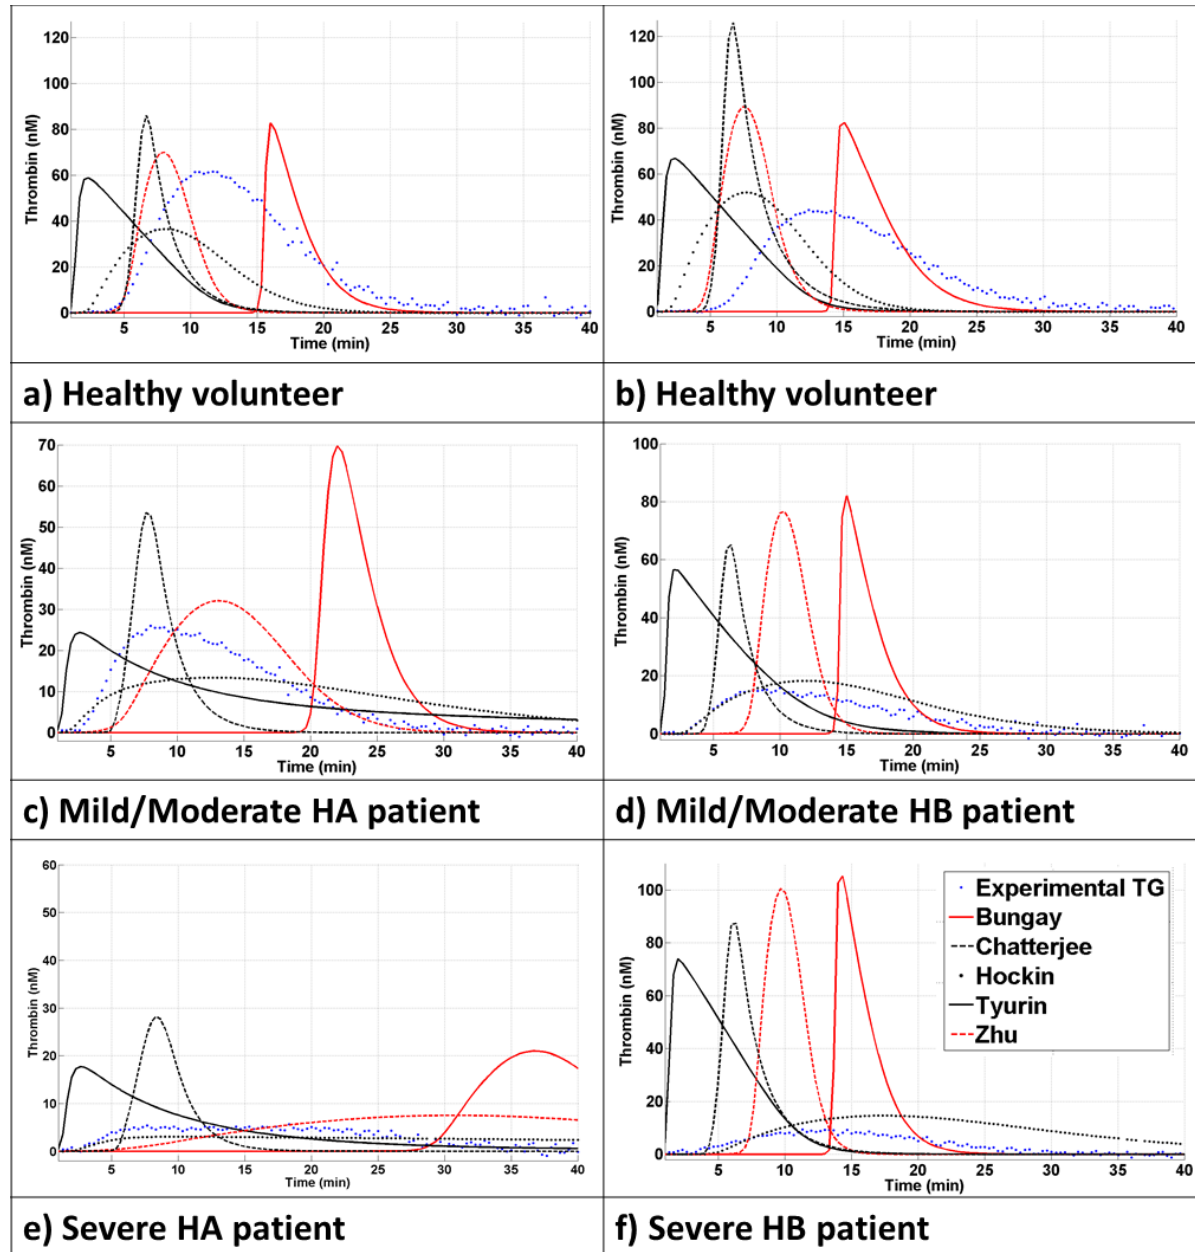 120
100
80
60
40
20
0
Thrombin (nM)
5 10 15 20 25 30 35 40
Time (min)
a) Healthy volunteer
120
100
80
60
40
20
0
Thrombin (nM)
5 10 15 20 25 30 35 40
Time (min)
b) Healthy volunteer
70
60
50
40
30
20
10
0
Thrombin (nM)
5 10 15 20 25 30 35 40
Time (min)
c) Mild/Moderate HA patient
100
80
60
40
20
0
Thrombin (nM)
5 10 15 20 25 30 35 40
Time (min)
d) Mild/Moderate HB patient
60
50
40
30
20
10
0
Thrombin (nM)
5 10 15 20 25 30 35 40
Time (min)
e) Severe HA patient
100
80
60
40
20
0
Thrombin (nM)
5 10 15 20 25 30 35 40
Time (min)
Experimental TG
Bungay
Chatterjee
Hockin
Tyurin
Zhu
f) Severe HB patient